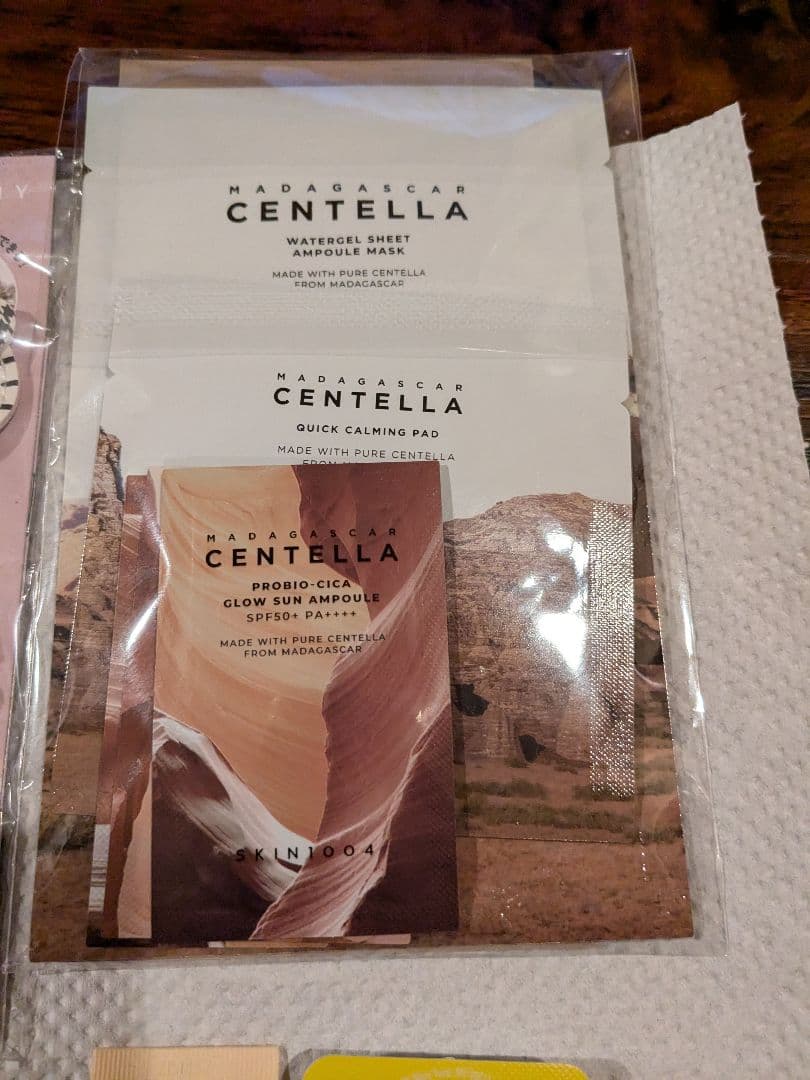 MADAGASCAR
CENTELLA
WATERGEL SHEET
AMPOULE MASK
MADE WITH PURE CENTELLA
FROM MADAGASCAR
MADAGASCAR
CENTELLA
QUICK CALMING PAD
MADE WITH PURE CENTELLA
FROM
MADAGASCAR
CENTELLA
PROBIO-CICA
GLOW SUN AMPOULE
SPF50+ PA++++
MADE WITH PURE CENTELLA
FROM MADAGASCAR
SKIN1004